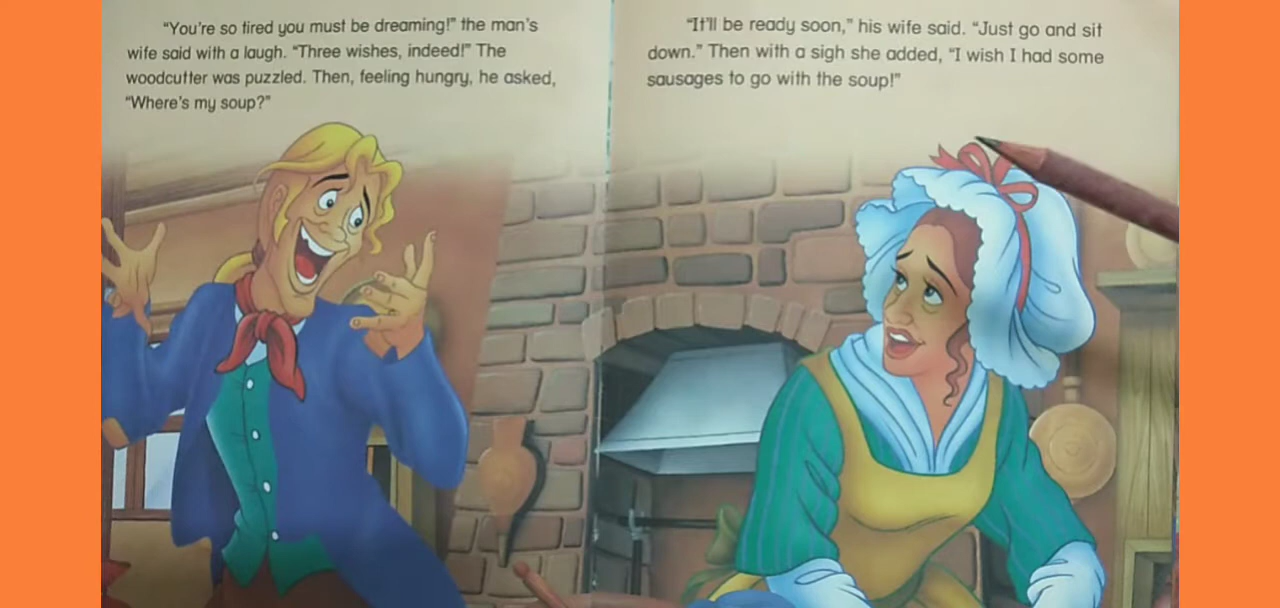 “You’re so tired you must be dreaming!” the man’s
wife said with a laugh. “Three wishes, indeed!” The
woodcutter was puzzled. Then, feeling hungry, he asked,
“Where’s my soup?”
“It’ll be ready soon,” his wife said. “Just go and sit
down.” Then with a sigh she added, “I wish I had some
sausages to go with the soup!”